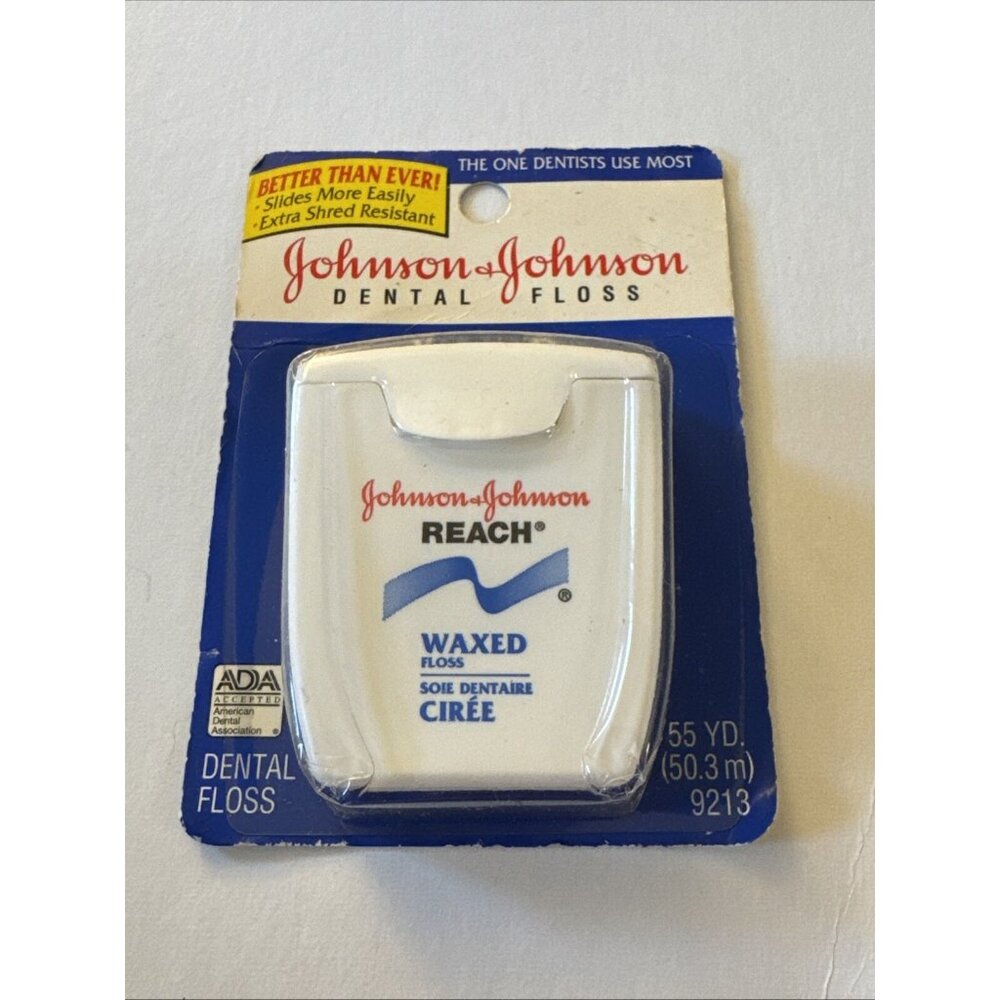 THE ONE DENTISTS USE MOST
BETTER THAN EVER!
• Slides More Easily
• Extra Shred Resistant
Johnson & Johnson
DENTAL FLOSS
Johnson & Johnson
REACH®
®
WAXED
FLOSS
SOIE DENTAIRE
CIRÉE
ADA
ACCEPTED
American
Dental
Association ®
DENTAL
FLOSS
55 YD.
(50.3 m)
9213